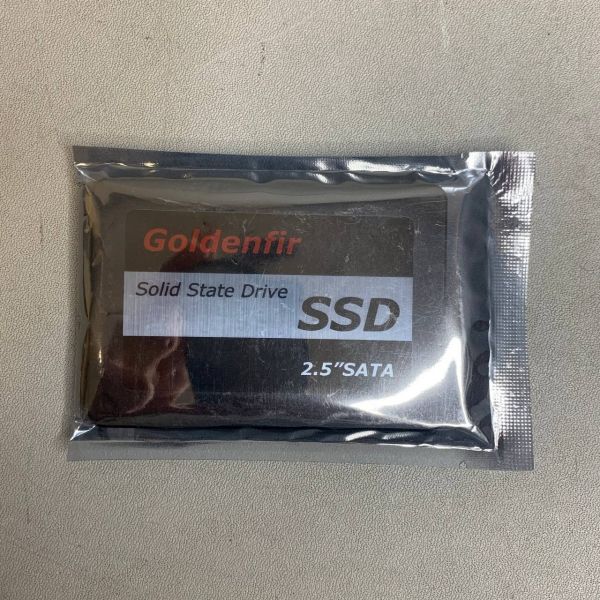 Goldenfir
Solid State Drive
SSD
2.5"SATA